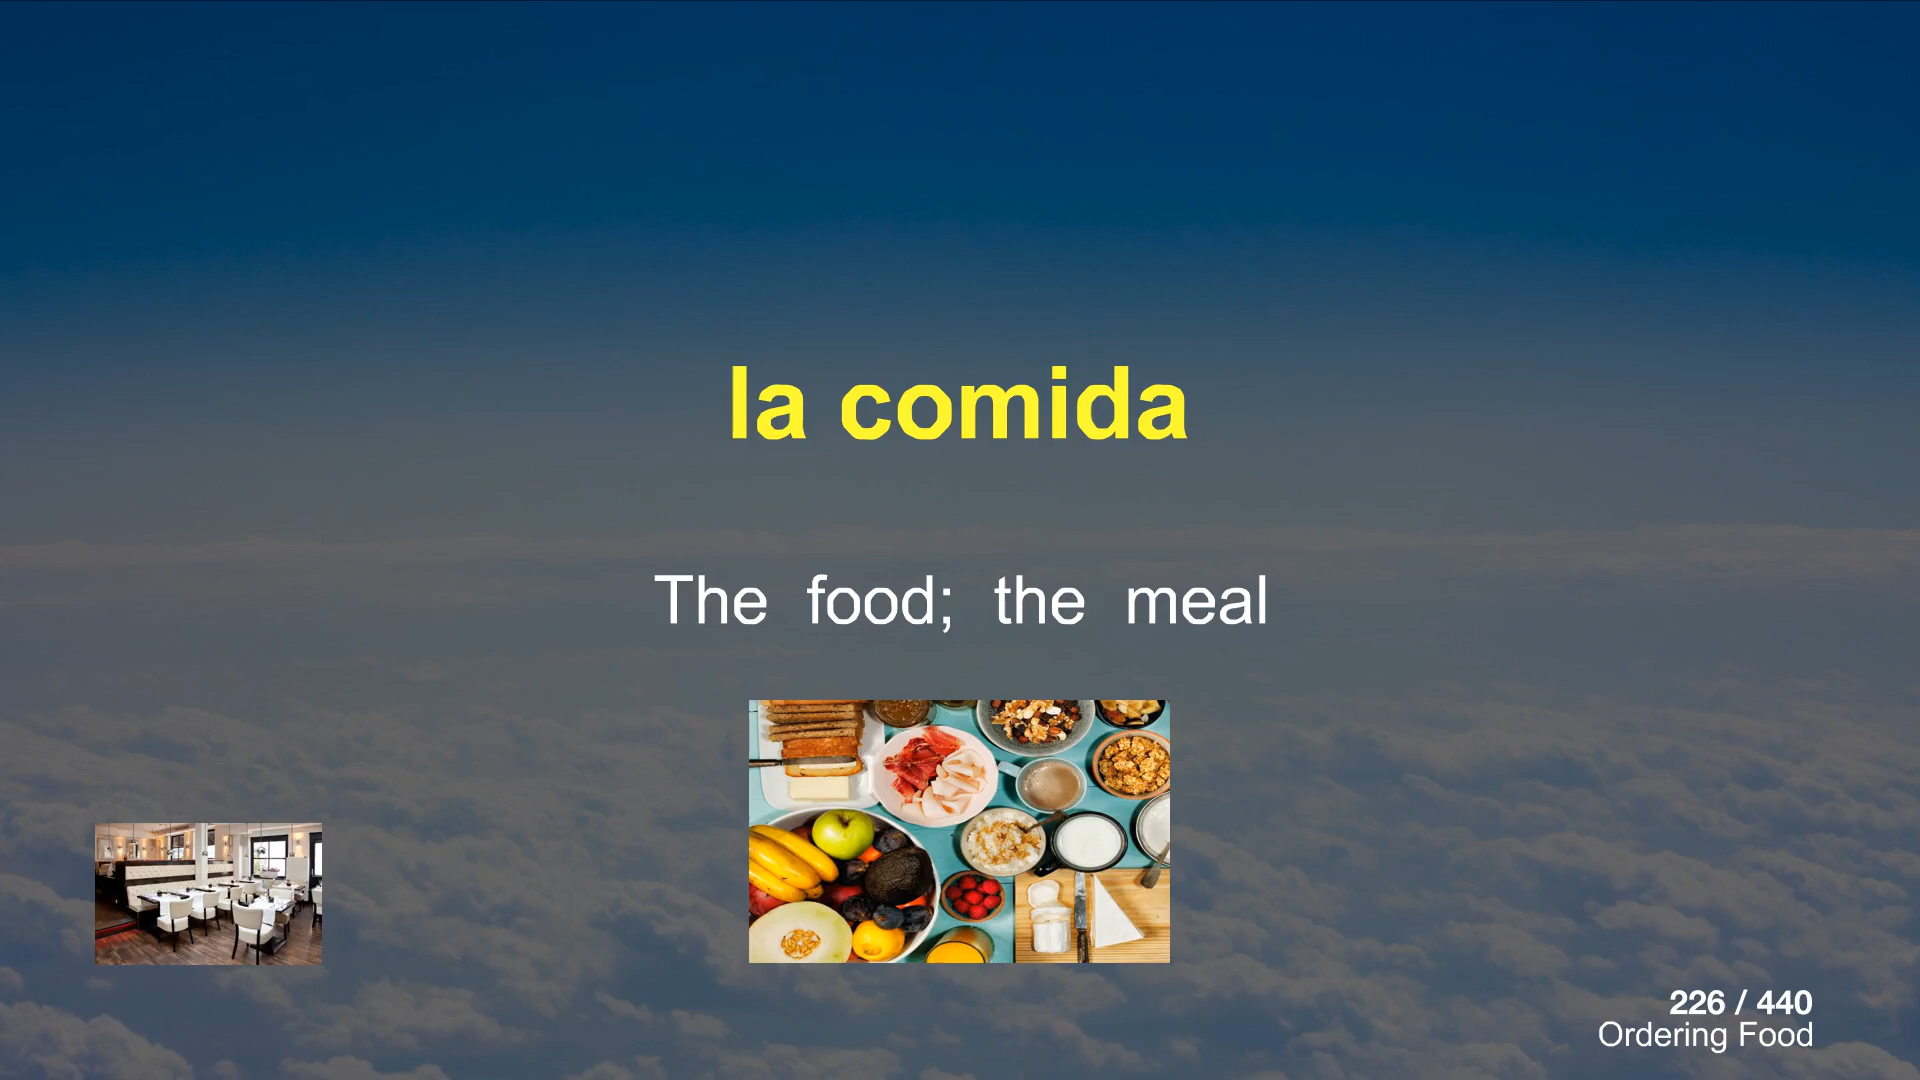 la comida
The food; the meal
226 / 440
Ordering Food